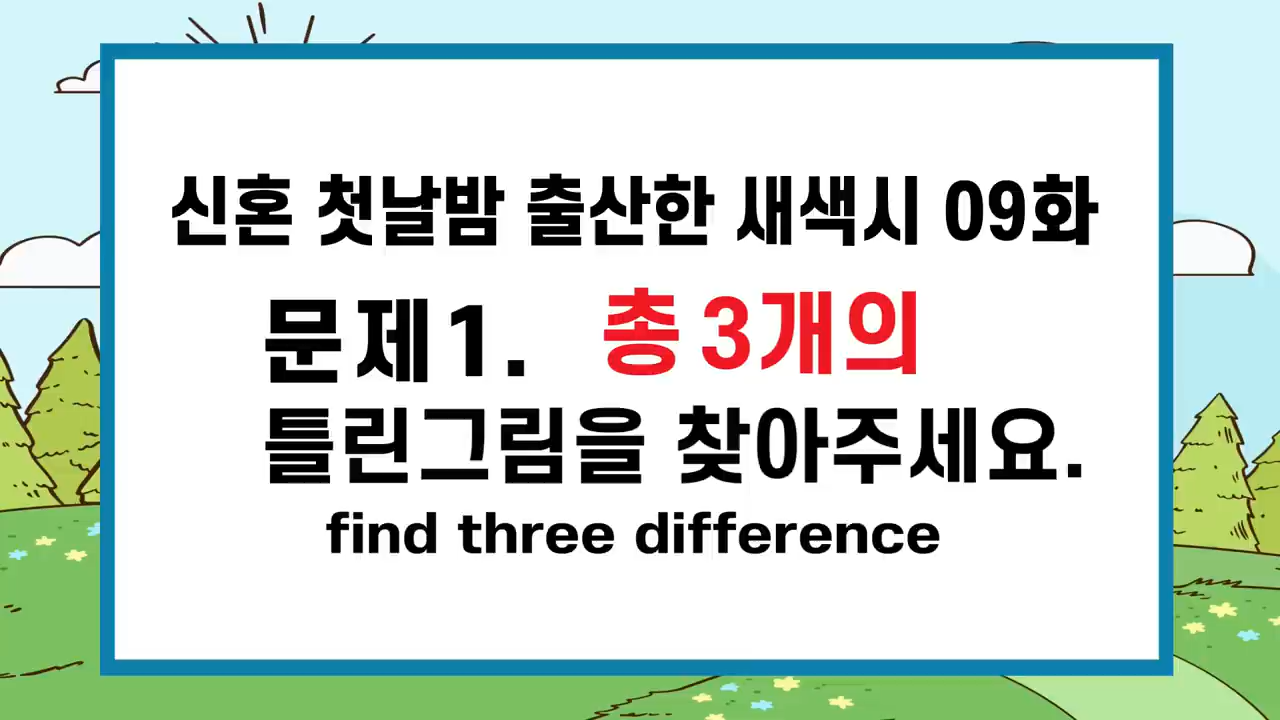 신혼 첫날밤 출산한 새색시 09화
문제1. 총 3개의
틀린그림을 찾아주세요.
find three difference